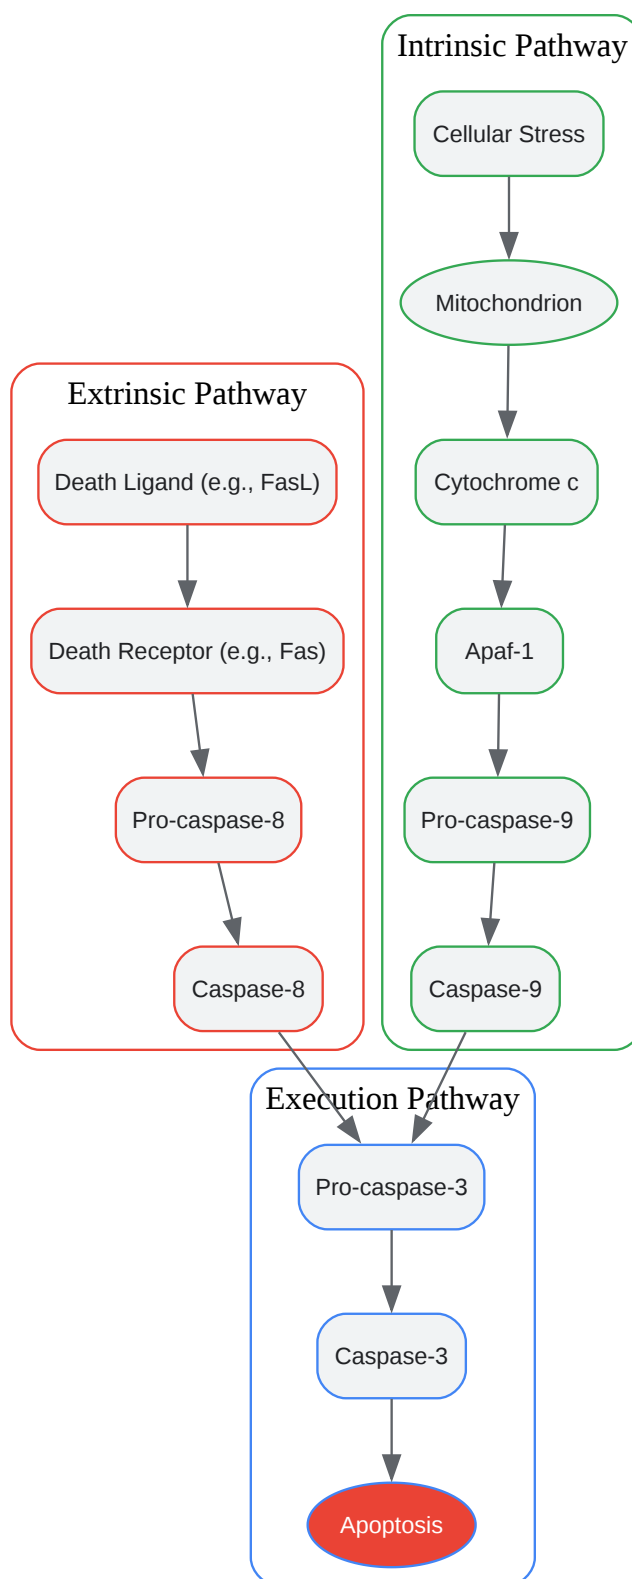 Intrinsic Pathway
Cellular Stress
Mitochondrion
Cytochrome c
Apaf-1
Pro-caspase-9
Caspase-9
Extrinsic Pathway
Death Ligand (e.g., FasL)
Death Receptor (e.g., Fas)
Pro-caspase-8
Caspase-8
Execution Pathway
Pro-caspase-3
Caspase-3
Apoptosis